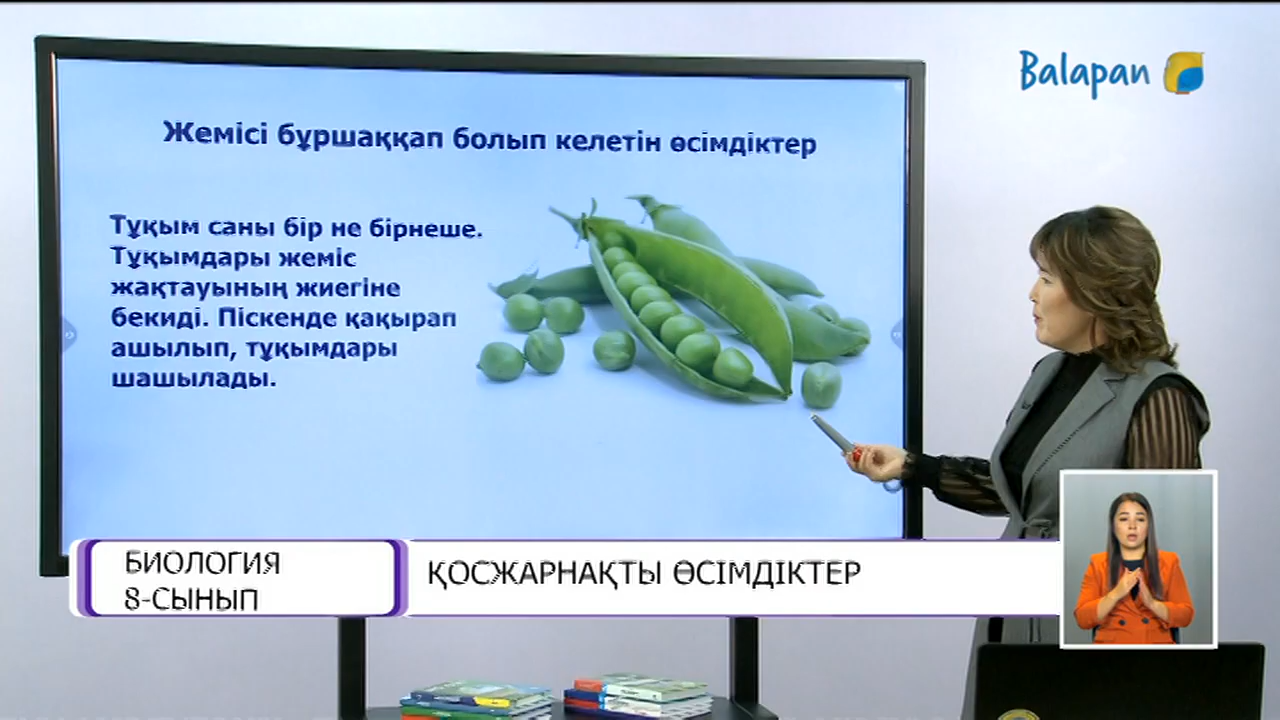 Balapan
Жемісі бұршаққап болып келетін өсімдіктер
Тұқым саны бір не бірнеше.
Тұқымдары жеміс
жақтауының жиегіне
бекиді. Піскенде қақырап
ашылып, тұқымдары
шашылады.
БИОЛОГИЯ
8-СЫНЫП
ҚОСЖАРНАҚТЫ ӨСІМДІКТЕР